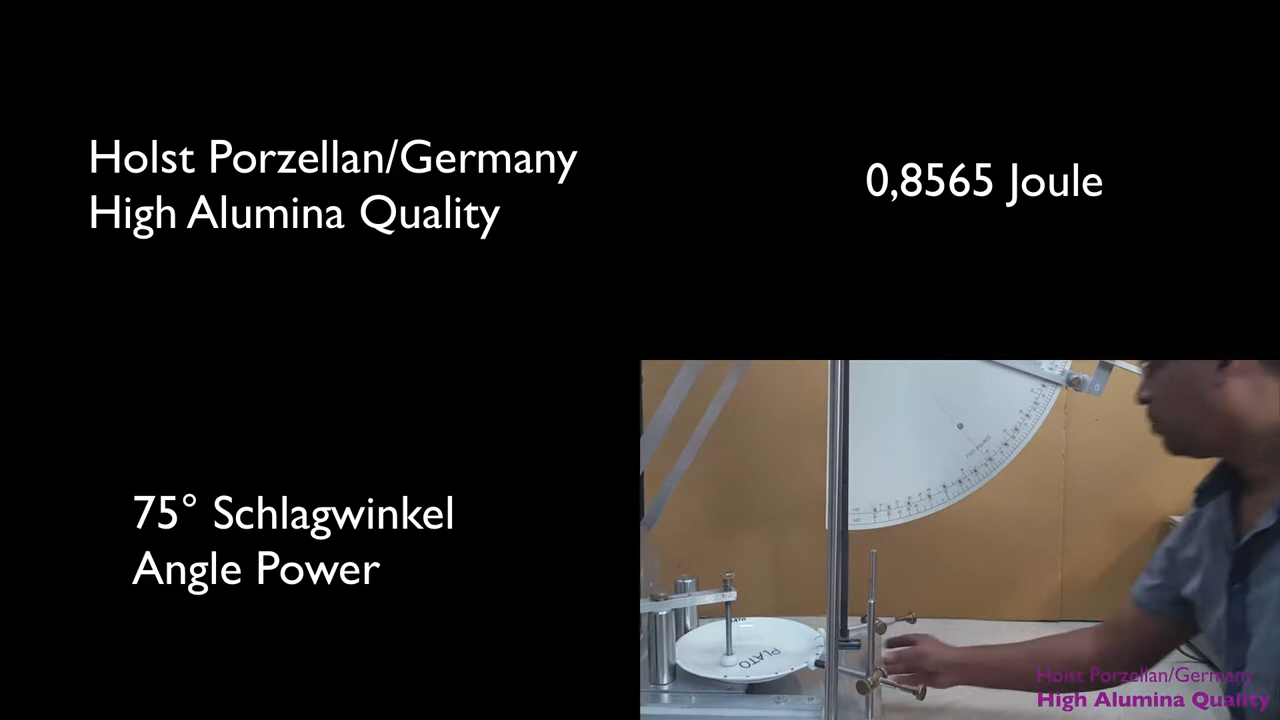 Holst Porzellan/Germany
High Alumina Quality
0,8565 Joule
75° Schlagwinkel
Angle Power
PLATO
Holst Porzellan/Germany
High Alumina Quality